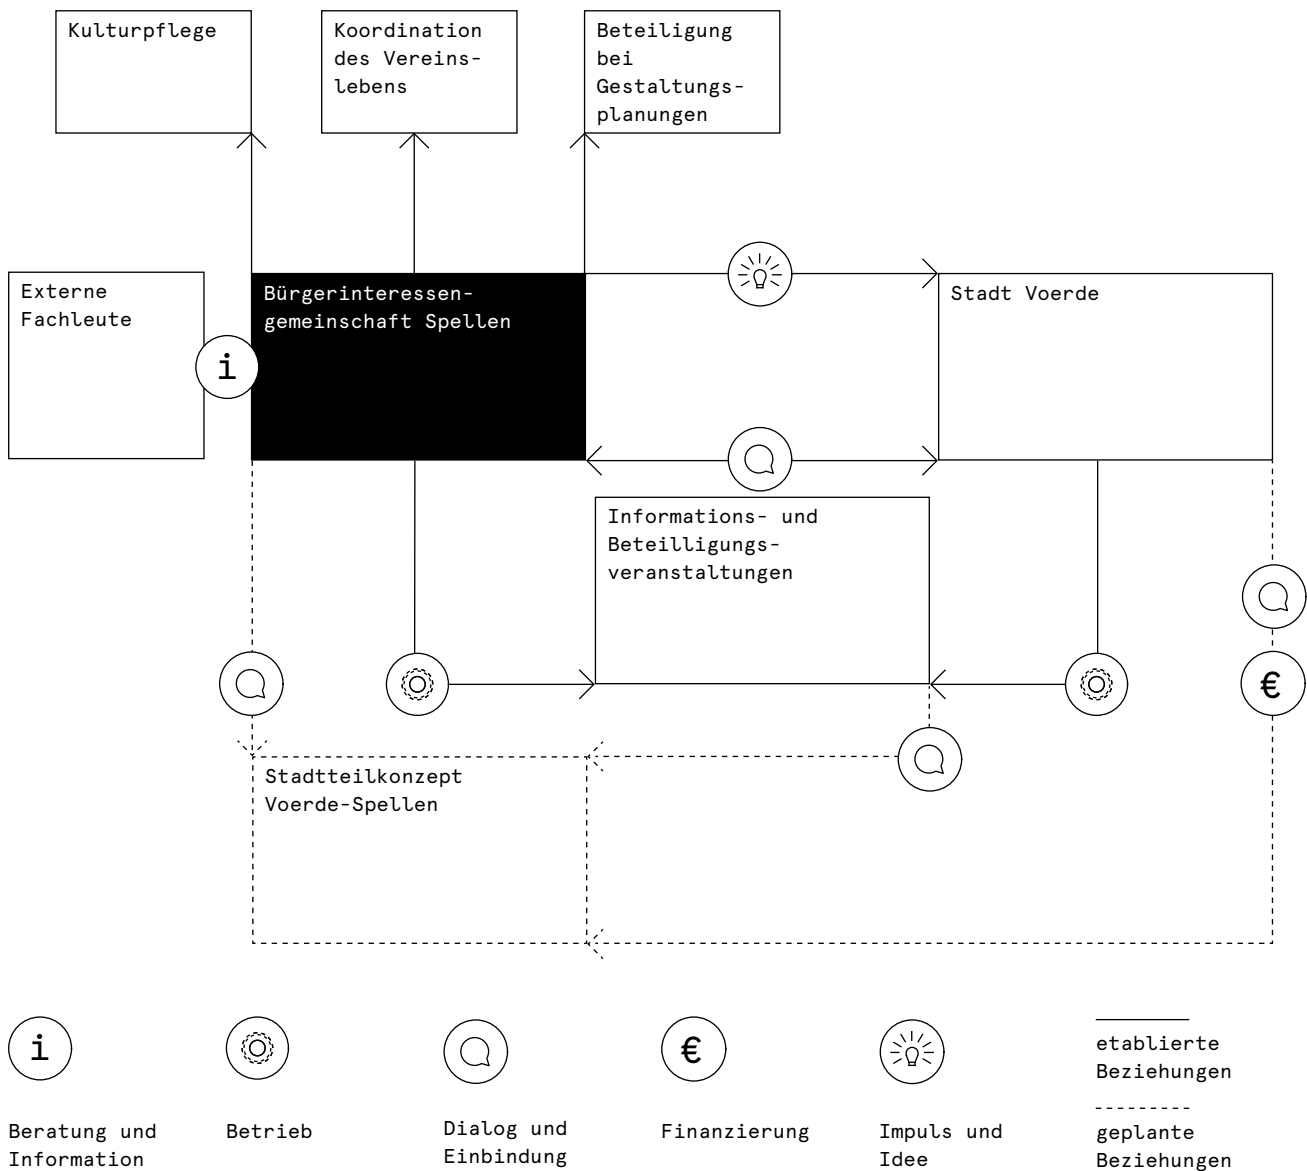 Kulturpflege
Koordination
des Vereins-
lebens
Beteiligung
bei
Gestaltungs-
planungen
Externe
Fachleute
i
Bürgerinteressen-
gemeinschaft Spellen
Stadt Voerde
Informations- und
Beteilligungs-
veranstaltungen
€
Stadtteilkonzept
Voerde-Spellen
i
Beratung und
Information
Betrieb
Dialog und
Einbindung
€
Finanzierung
Impuls und
Idee
etablierte
Beziehungen
geplante
Beziehungen